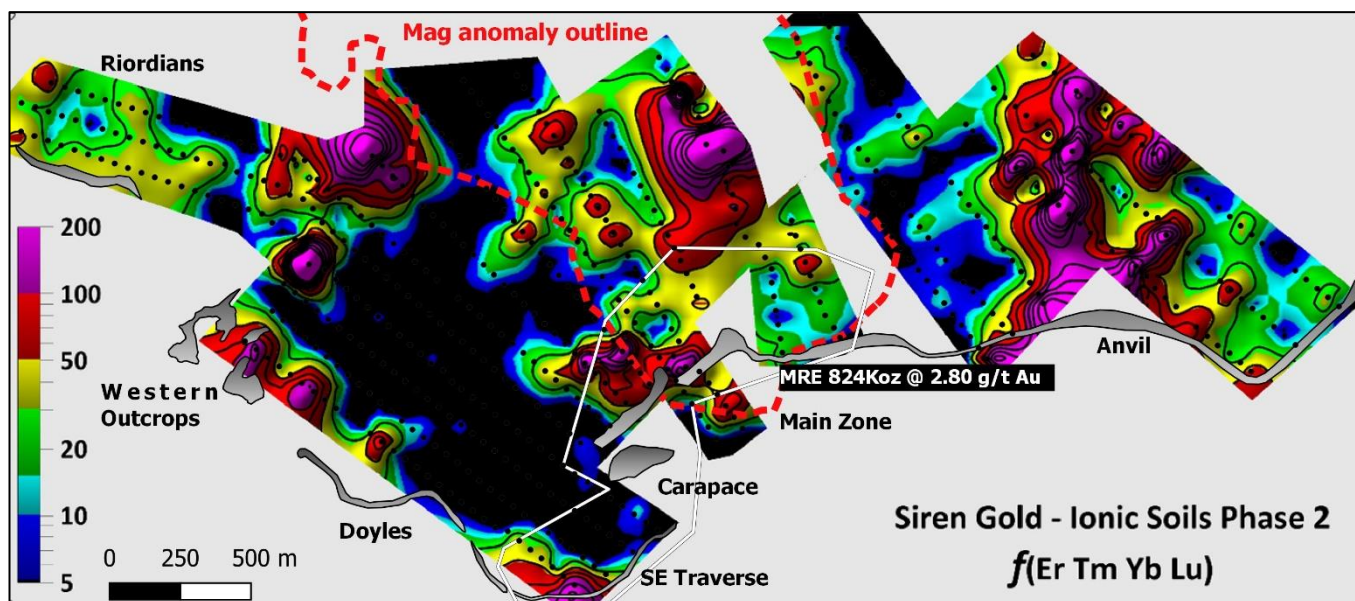 Mag anomaly outline
Riordians
200
100
50
20
10
5
Western
Outcrops
Anvil
MRE 824Koz @ 2.80 g/t Au
Main Zone
Carapace
Doyles
SE Traverse
0 250 500 m
Siren Gold - Ionic Soils Phase 2
f(Er Tm Yb Lu)